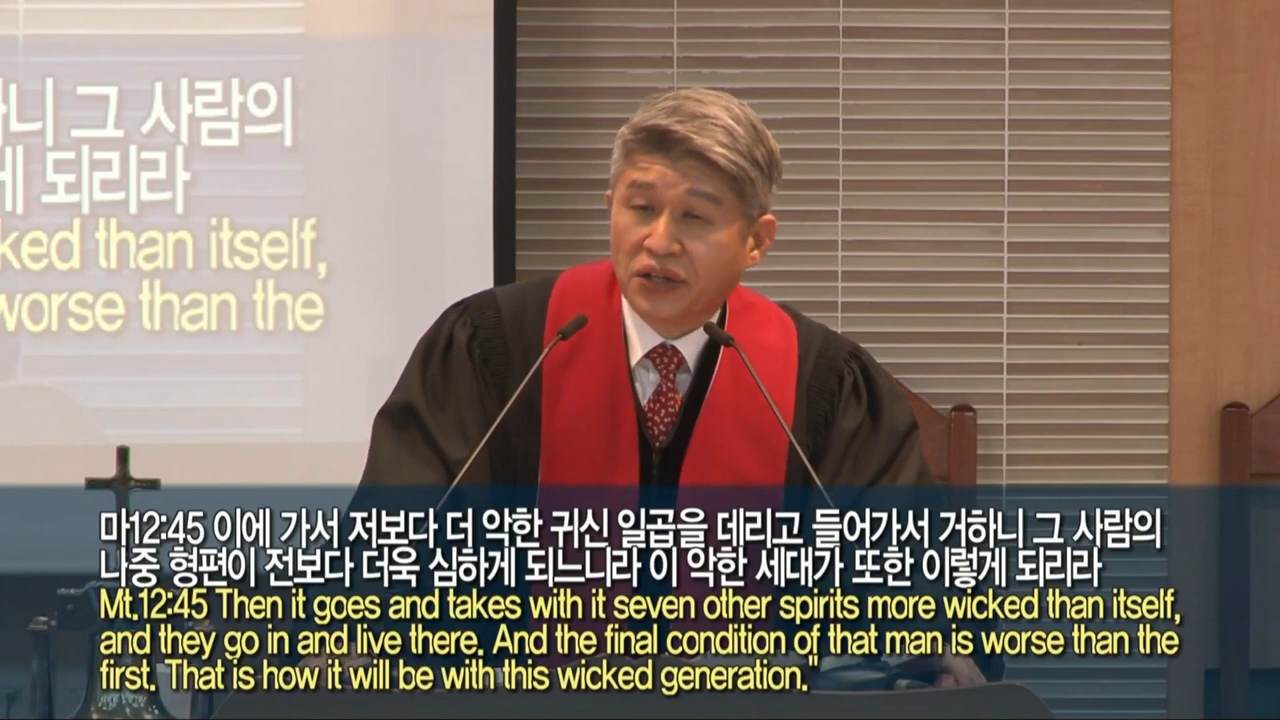 하니 그 사람의
게 되리라
ked than itself,
worse than the
마12:45 이에 가서 저보다 더 악한 귀신 일곱을 데리고 들어가서 거하니 그 사람의
나중 형편이 전보다 더욱 심하게 되느니라 이 악한 세대가 또한 이렇게 되리라
Mt.12:45 Then it goes and takes with it seven other spirits more wicked than itself,
and they go in and live there. And the final condition of that man is worse than the
first. That is how it will be with this wicked generation."